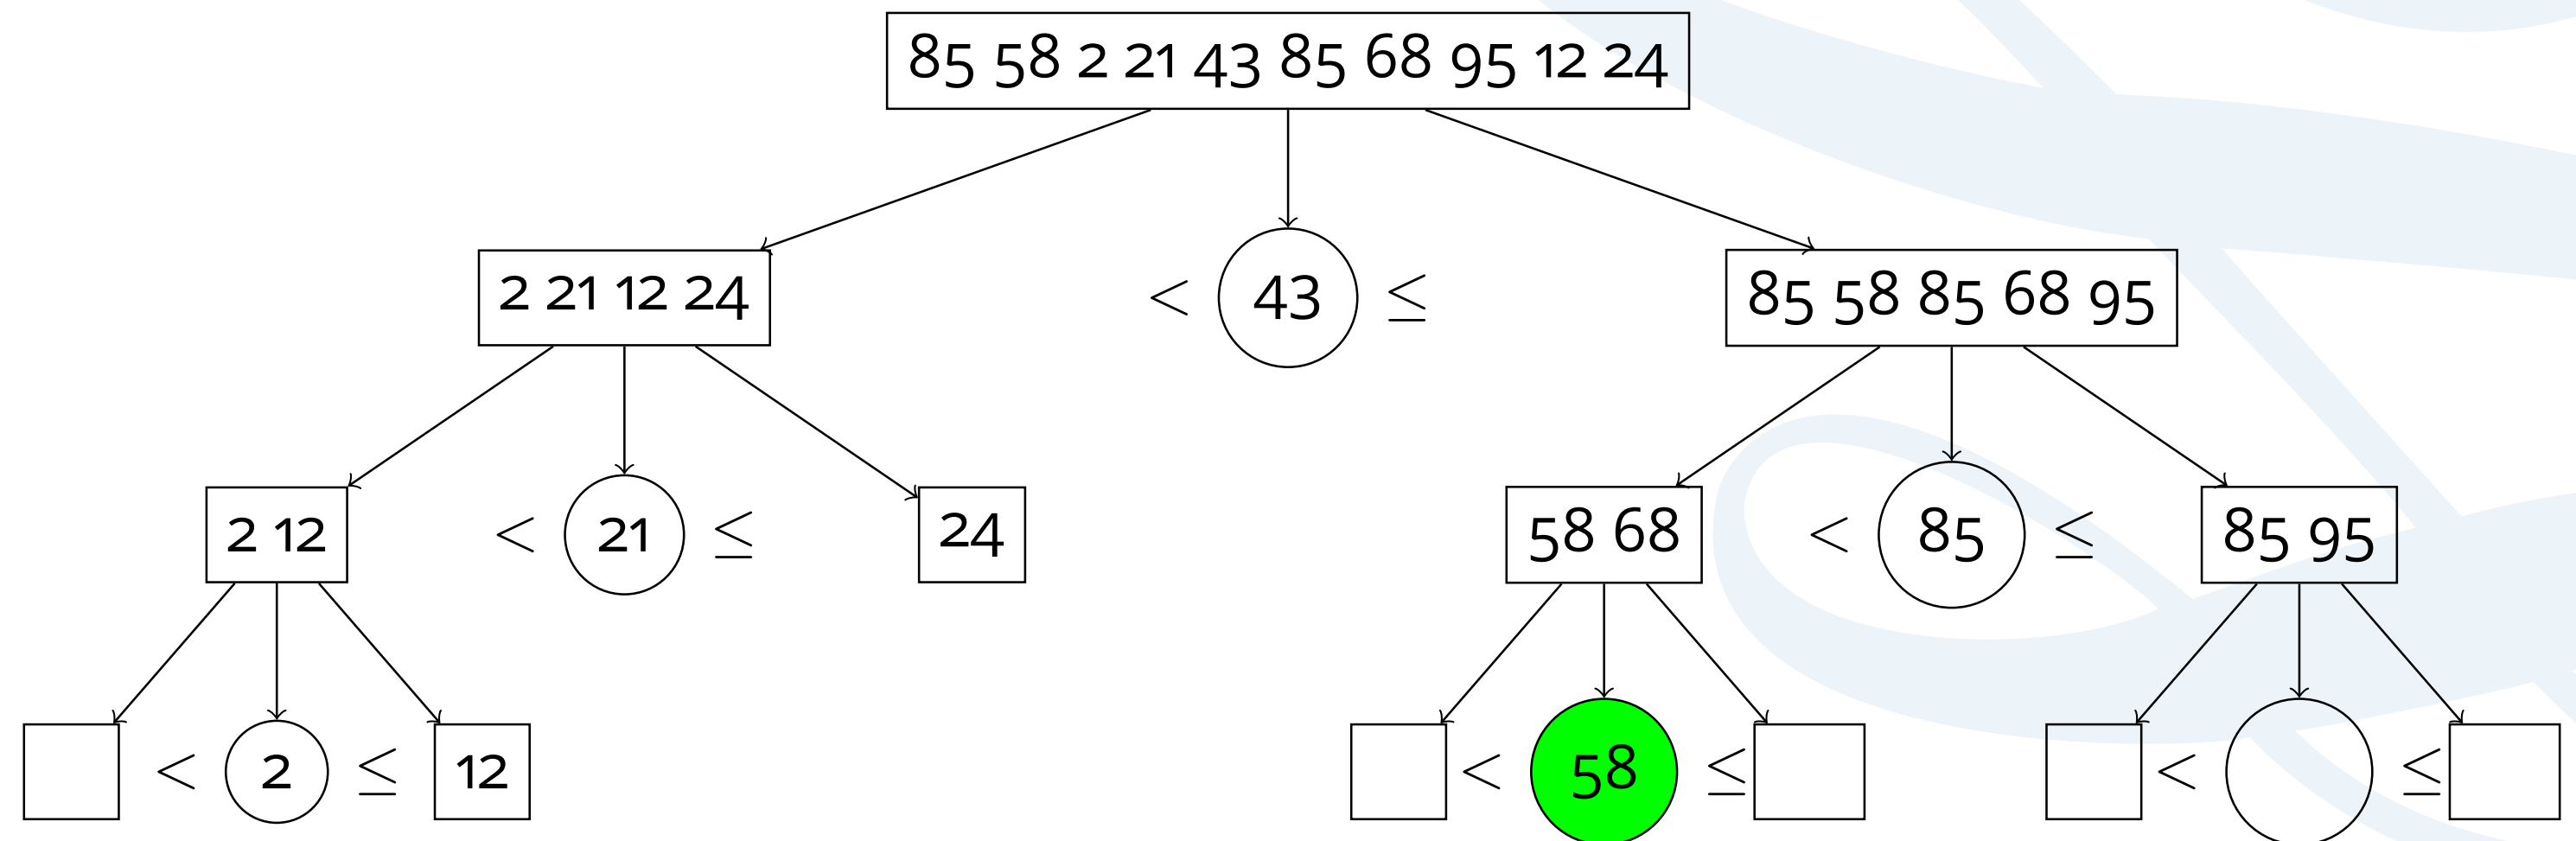 85 58 2 21 43 85 68 95 12 24
2 21 12 24 < 43 ≤ 85 58 85 68 95
2 12 < 21 ≤ 24 58 68 < 85 ≤ 85 95
< 2 ≤ 12 < 58 ≤ < ≤